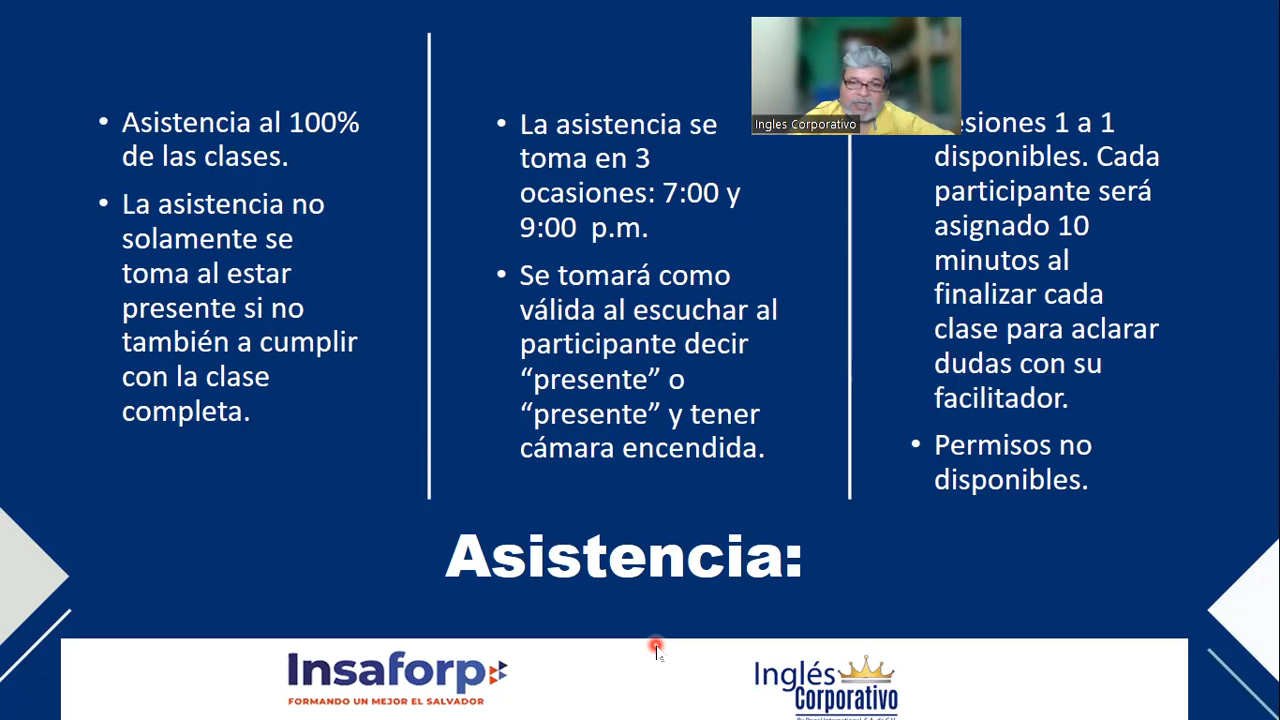 Asistencia al 100%
de las clases.
La asistencia no
solamente se
toma al estar
presente si no
también a cumplir
con la clase
completa.
La asistencia se
toma en 3
ocasiones: 7:00 y
9:00 p.m.
Se tomará como
válida al escuchar al
participante decir
“presente” o
“presente” y tener
cámara encendida.
Ingles Corporativo
esiones 1 a 1
disponibles. Cada
participante será
asignado 10
minutos al
finalizar cada
clase para aclarar
dudas con su
facilitador.
Permisos no
disponibles.
Asistencia:
Insaforp
FORMANDO UN MEJOR EL SALVADOR
Inglés
Corporativo